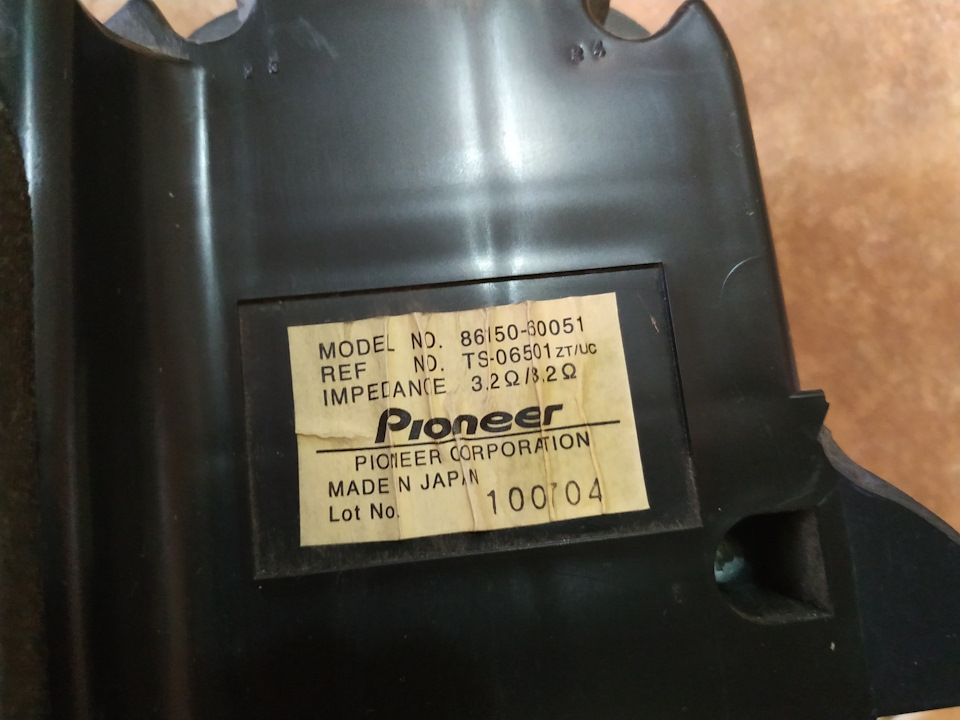 MODEL NO. 86150-60051
REF NO. TS-06501 ZT/UC
IMPEDANCE 3.2Ω/3.2Ω
Pioneer
PIONEER CORPORATION
MADE IN JAPAN
Lot No. 100704